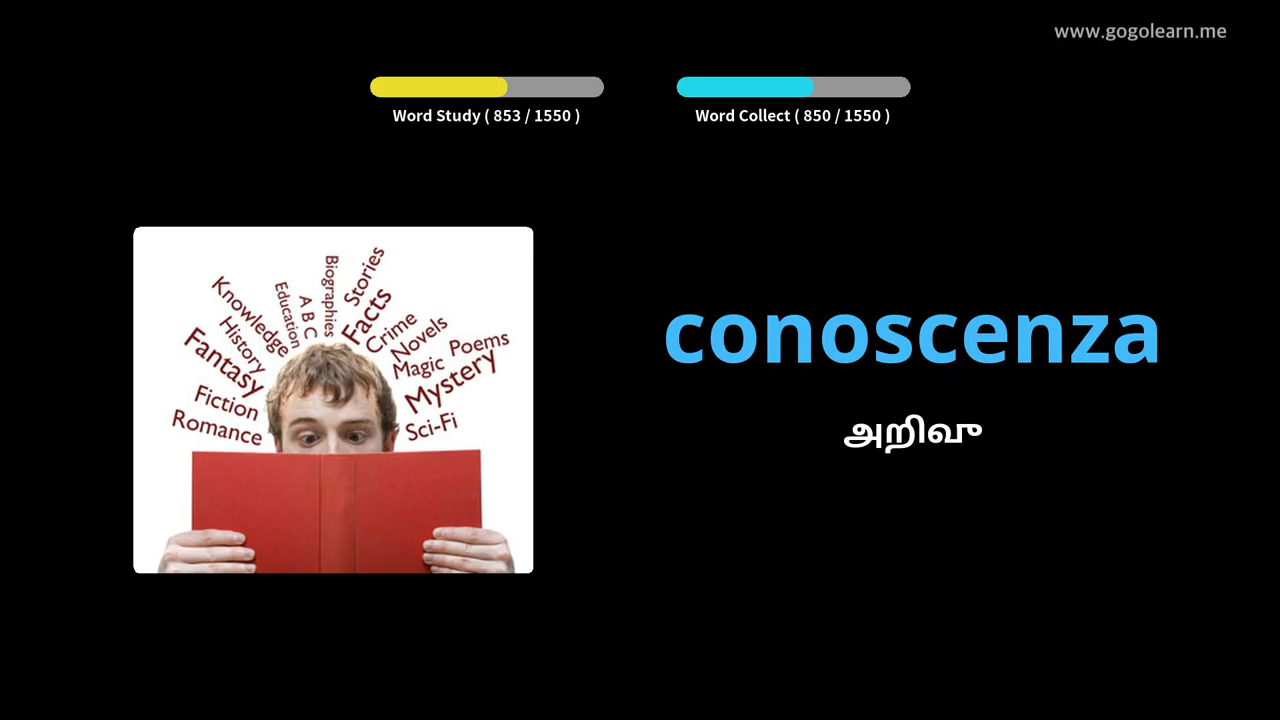 www.gogolearn.me
Word Study ( 853 / 1550 )
Word Collect ( 850 / 1550 )
Stories
Biographies
Facts
A B C
Education
Knowledge
Crime
Novels
History
Poems
Magic
Fantasy
Mystery
Fiction
Romance
Sci-Fi
conoscenza
அறிவு